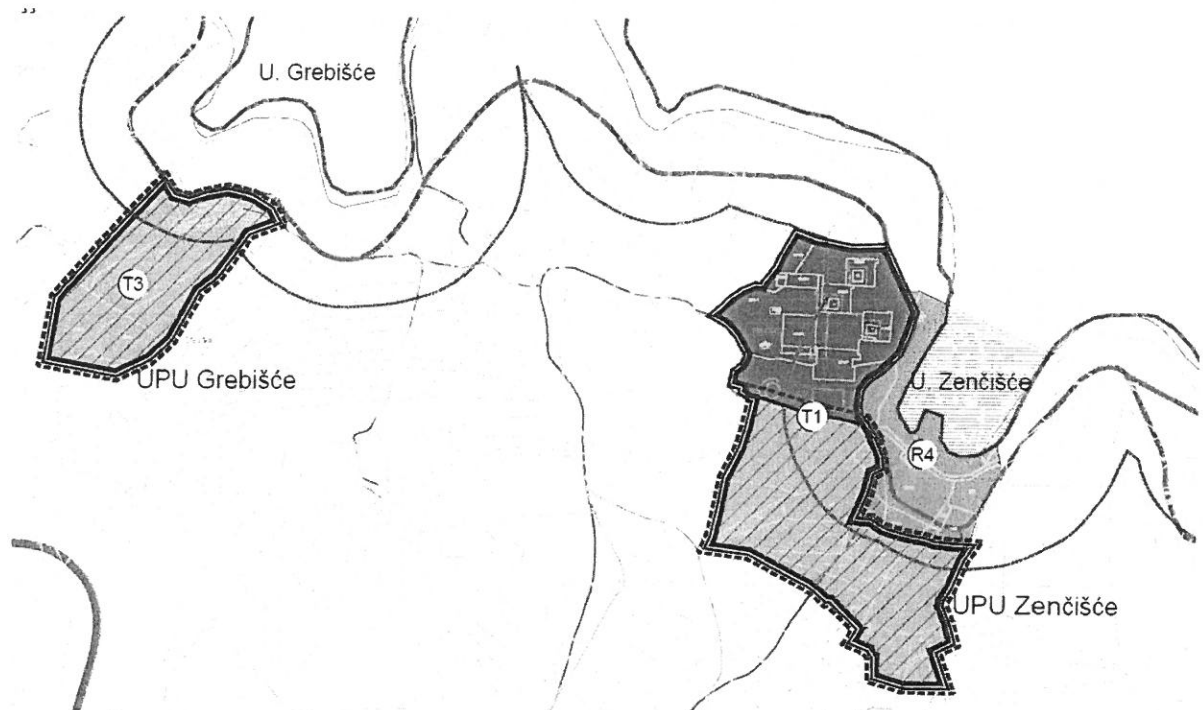 U. Grebišće
T3
UPU Grebišće
U. Zenčišće
T1
R4
UPU Zenčišće